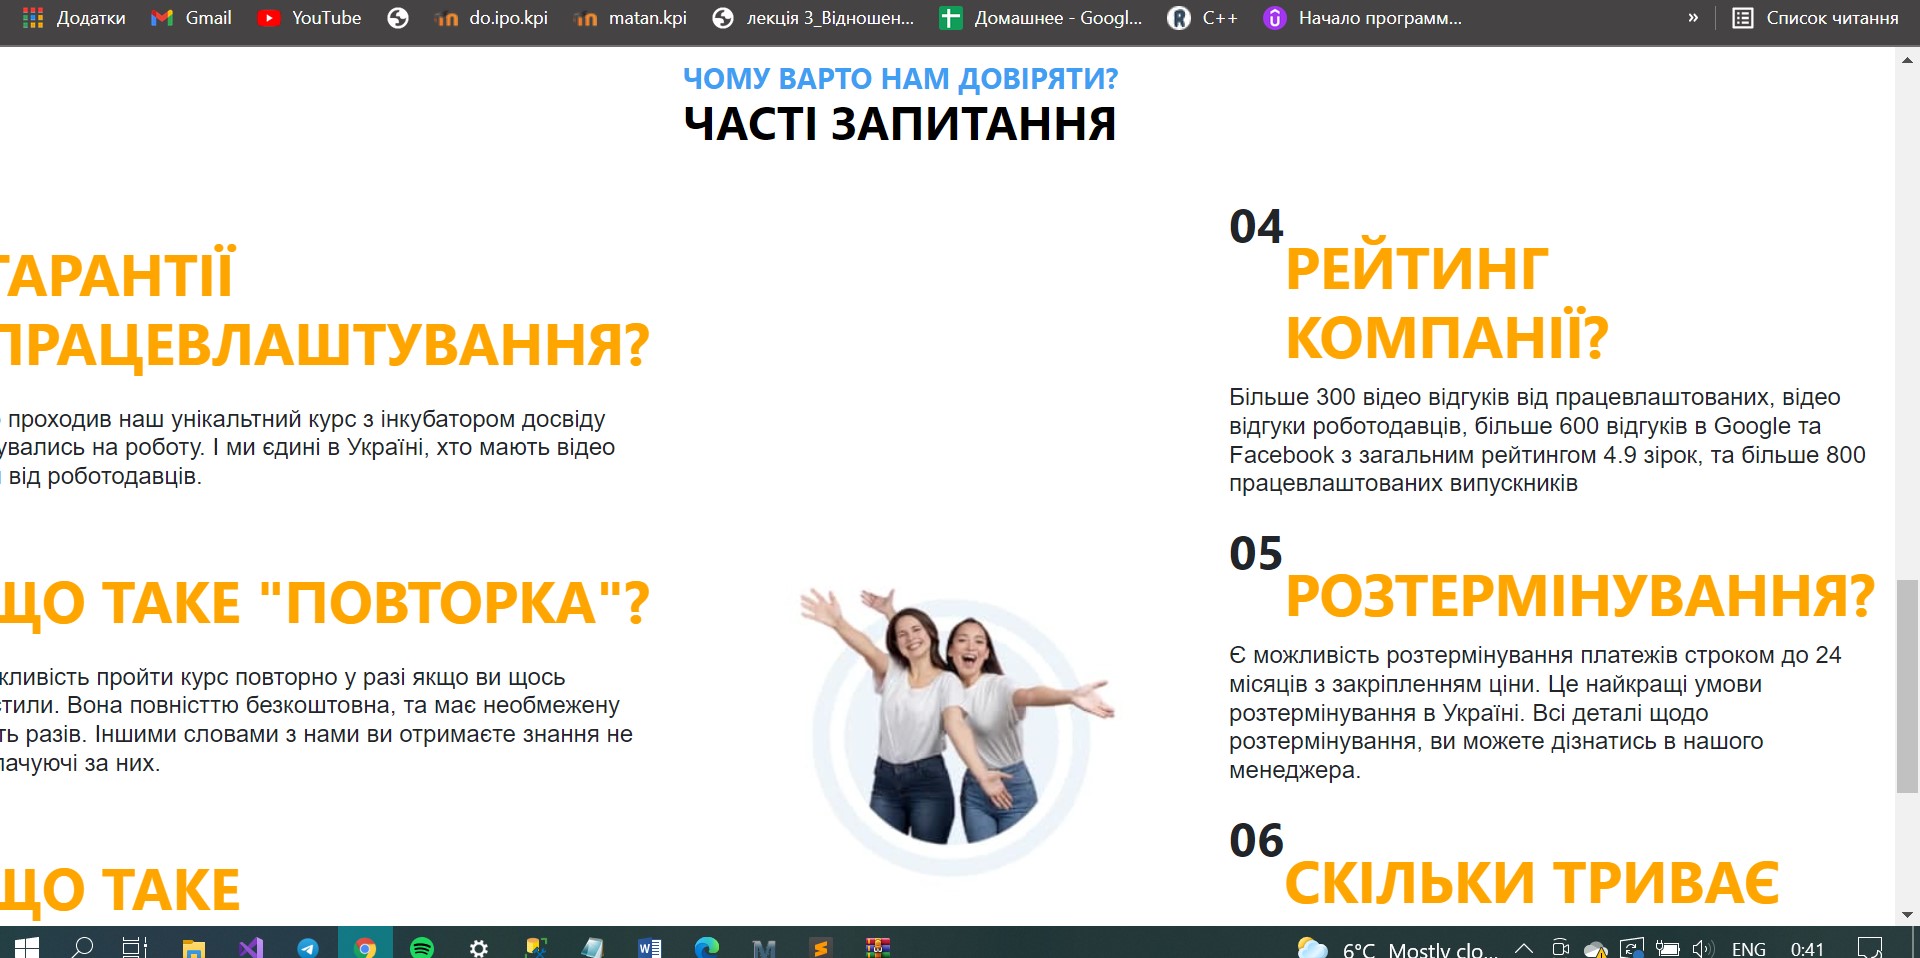 Додатки Gmail YouTube do.ipo.kpi matan.kpi лекція 3_Відношен... Домашнее - Googl... C++ Начало программ... » Список читання
ЧОМУ ВАРТО НАМ ДОВІРЯТИ?
ЧАСТІ ЗАПИТАННЯ
ГАРАНТІЇ
ПРАЦЕВЛАШТУВАННЯ?
проходив наш унікальтний курс з інкубатором досвіду
увались на роботу. І ми єдині в Україні, хто мають відео
від роботодавців.
ЩО ТАКЕ "ПОВТОРКА"?
жливість пройти курс повторно у разі якщо ви щось
стили. Вона повністтю безкоштовна, та має необмежену
ть разів. Іншими словами з нами ви отримаєте знання не
лачуючі за них.
ЩО ТАКЕ
04
РЕЙТИНГ
КОМПАНІЇ?
Більше 300 відео відгуків від працевлаштованих, відео
відгуки роботодавців, більше 600 відгуків в Google та
Facebook з загальним рейтингом 4.9 зірок, та більше 800
працевлаштованих випускників
05
РОЗТЕРМІНУВАННЯ?
Є можливість розтермінування платежів строком до 24
місяців з закріпленням ціни. Це найкращі умови
розтермінування в Україні. Всі деталі щодо
розтермінування, ви можете дізнатись в нашого
менеджера.
06
СКІЛЬКИ ТРИВАЄ
6°C Mostly clo... ENG 0:41